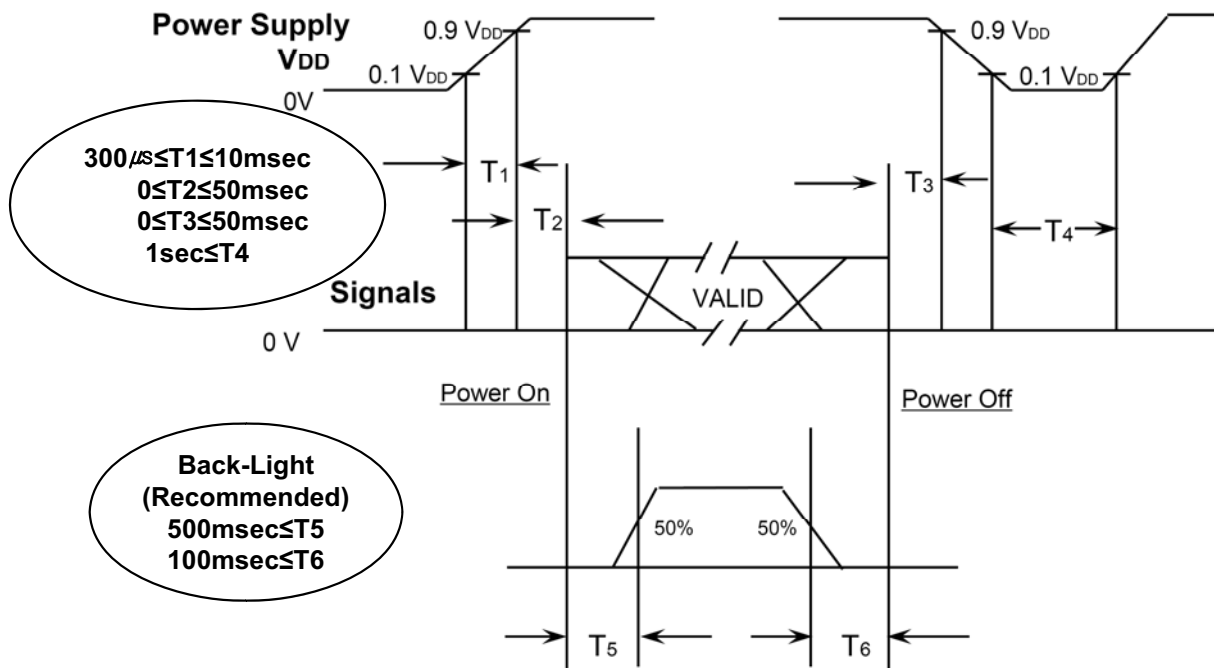 Power Supply
VDD
0.9 VDD
0.1 VDD
0V
0.9 VDD
0.1 VDD
300㎲≤T1≤10msec
0≤T2≤50msec
0≤T3≤50msec
1sec≤T4
T1
T2
T3
T4
Signals
VALID
0 V
Power On
Power Off
Back-Light
(Recommended)
500msec≤T5
100msec≤T6
50%
50%
T5
T6